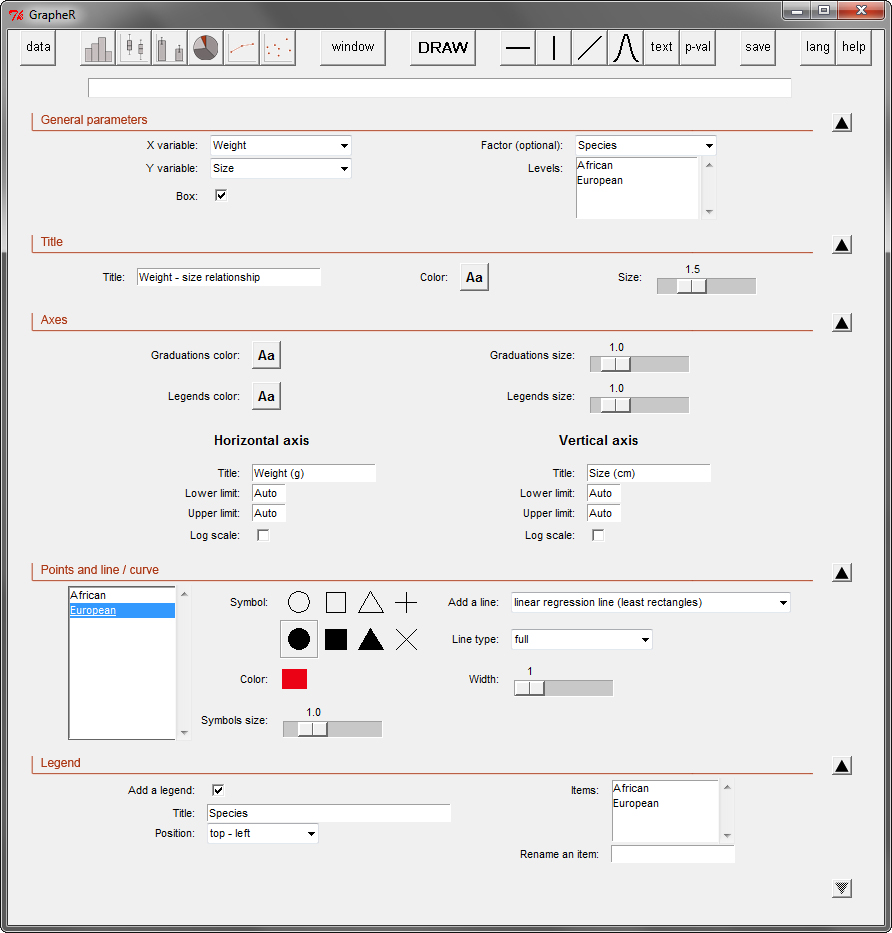 GrapheR
data window DRAW text p-val save lang help
General parameters
X variable: Weight Factor (optional): Species
Y variable: Size Levels: African
European
Box:
Title
Title: Weight - size relationship Color: Aa Size: 1.5
Axes
Graduations color: Aa Graduations size: 1.0
Legends color: Aa Legends size: 1.0
Horizontal axis Vertical axis
Title: Weight (g) Title: Size (cm)
Lower limit: Auto Lower limit: Auto
Upper limit: Auto Upper limit: Auto
Log scale: Log scale:
Points and line / curve
African Symbol: Add a line: linear regression line (least rectangles)
European
Line type: full
Color: Width: 1
Symbols size: 1.0
Legend
Add a legend: Items: African
European
Title: Species
Position: top - left
Rename an item: